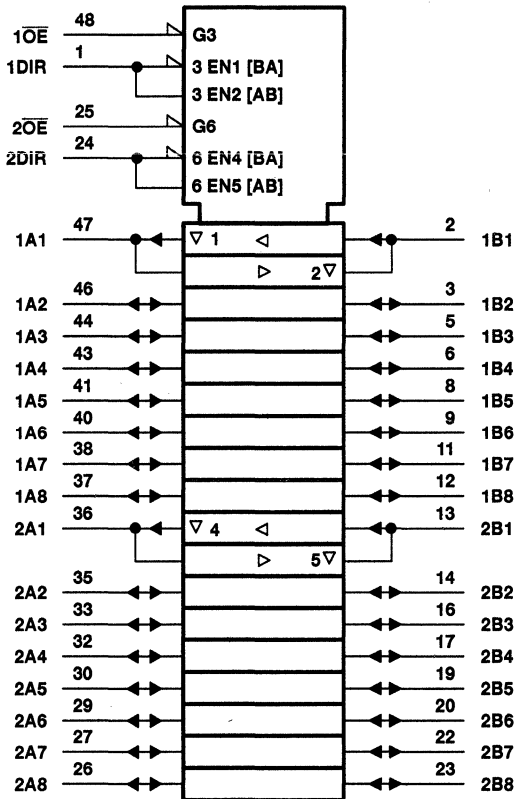 48
1OE G3
1
1DIR 3 EN1 [BA]
3 EN2 [AB]
25
2OE G6
24
2DIR 6 EN4 [BA]
6 EN5 [AB]
47 2
1A1 1 1B1
2
46 3
1A2 1B2
44 5
1A3 1B3
43 6
1A4 1B4
41 8
1A5 1B5
40 9
1A6 1B6
38 11
1A7 1B7
37 12
1A8 1B8
36 13
2A1 4 2B1
5
35 14
2A2 2B2
33 16
2A3 2B3
32 17
2A4 2B4
30 19
2A5 2B5
29 20
2A6 2B6
27 22
2A7 2B7
26 23
2A8 2B8